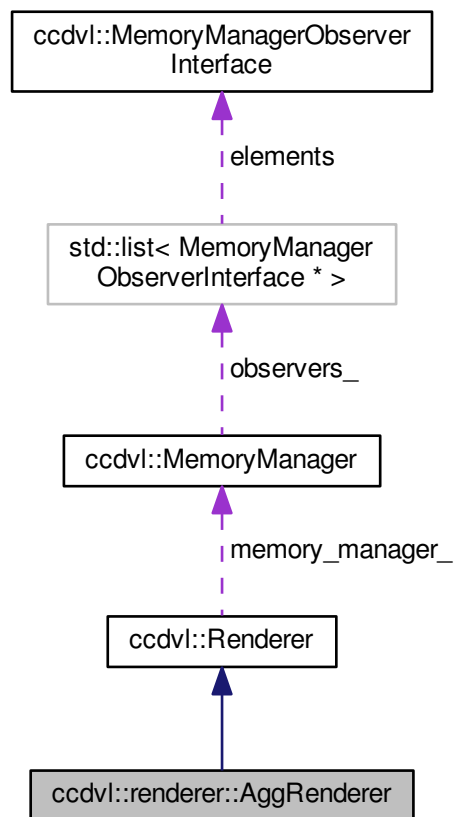 ccdvl::MemoryManagerObserver
Interface
elements
std::list< MemoryManager
ObserverInterface * >
observers_
ccdvl::MemoryManager
memory_manager_
ccdvl::Renderer
ccdvl::renderer::AggRenderer